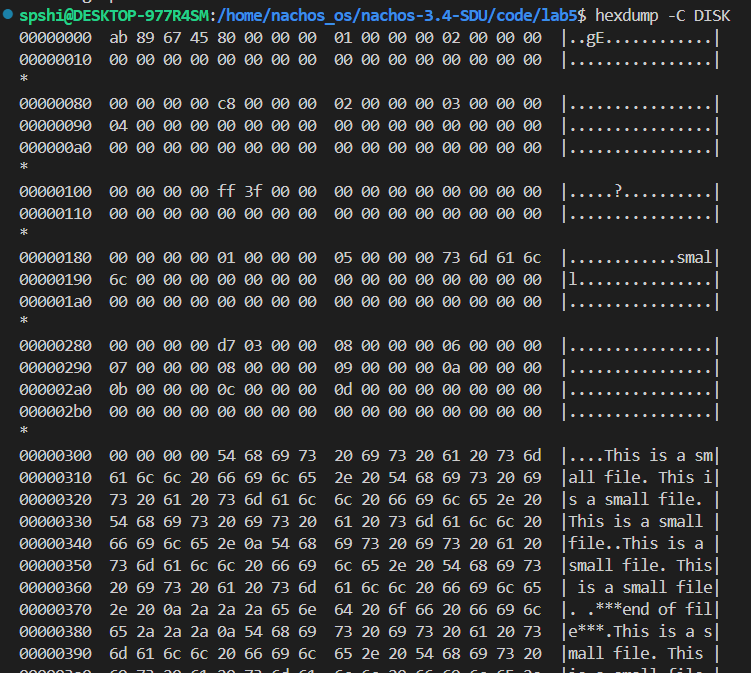 spshi@DESKTOP-977R4SM:/home/nachos_os/nachos-3.4-SDU/code/lab5$ hexdump -C DISK
00000000  ab 89 67 45 80 00 00 00  01 00 00 00 02 00 00 00  |..gE............|
00000010  00 00 00 00 00 00 00 00  00 00 00 00 00 00 00 00  |................|
*
00000080  00 00 00 00 c8 00 00 00  02 00 00 00 03 00 00 00  |................|
00000090  04 00 00 00 00 00 00 00  00 00 00 00 00 00 00 00  |................|
000000a0  00 00 00 00 00 00 00 00  00 00 00 00 00 00 00 00  |................|
*
00000100  00 00 00 00 ff 3f 00 00  00 00 00 00 00 00 00 00  |.....?..........|
00000110  00 00 00 00 00 00 00 00  00 00 00 00 00 00 00 00  |................|
*
00000180  00 00 00 00 01 00 00 00  05 00 00 00 73 6d 61 6c  |............smal|
00000190  6c 00 00 00 00 00 00 00  00 00 00 00 00 00 00 00  |l...............|
000001a0  00 00 00 00 00 00 00 00  00 00 00 00 00 00 00 00  |................|
*
00000280  00 00 00 00 d7 03 00 00  08 00 00 00 06 00 00 00  |................|
00000290  07 00 00 00 08 00 00 00  09 00 00 00 0a 00 00 00  |................|
000002a0  0b 00 00 00 0c 00 00 00  0d 00 00 00 00 00 00 00  |................|
000002b0  00 00 00 00 00 00 00 00  00 00 00 00 00 00 00 00  |................|
*
00000300  00 00 00 00 54 68 69 73  20 69 73 20 61 20 73 6d  |....This is a sm|
00000310  61 6c 6c 20 66 69 6c 65  2e 20 54 68 69 73 20 69  |all file. This i|
00000320  73 20 61 20 73 6d 61 6c  6c 20 66 69 6c 65 2e 20  |s a small file. |
00000330  54 68 69 73 20 69 73 20  61 20 73 6d 61 6c 6c 20  |This is a small |
00000340  66 69 6c 65 2e 0a 54 68  69 73 20 69 73 20 61 20  |file..This is a |
00000350  73 6d 61 6c 6c 20 66 69  6c 65 2e 20 54 68 69 73  |small file. This|
00000360  20 69 73 20 61 20 73 6d  61 6c 6c 20 66 69 6c 65  | is a small file|
00000370  2e 20 0a 2a 2a 2a 65 6e  64 20 6f 66 20 66 69 6c  |. .***end of fil|
00000380  65 2a 2a 2a 0a 54 68 69  73 20 69 73 20 61 20 73  |e***.This is a s|
00000390  6d 61 6c 6c 20 66 69 6c  65 2e 20 54 68 69 73 20  |mall file. This |